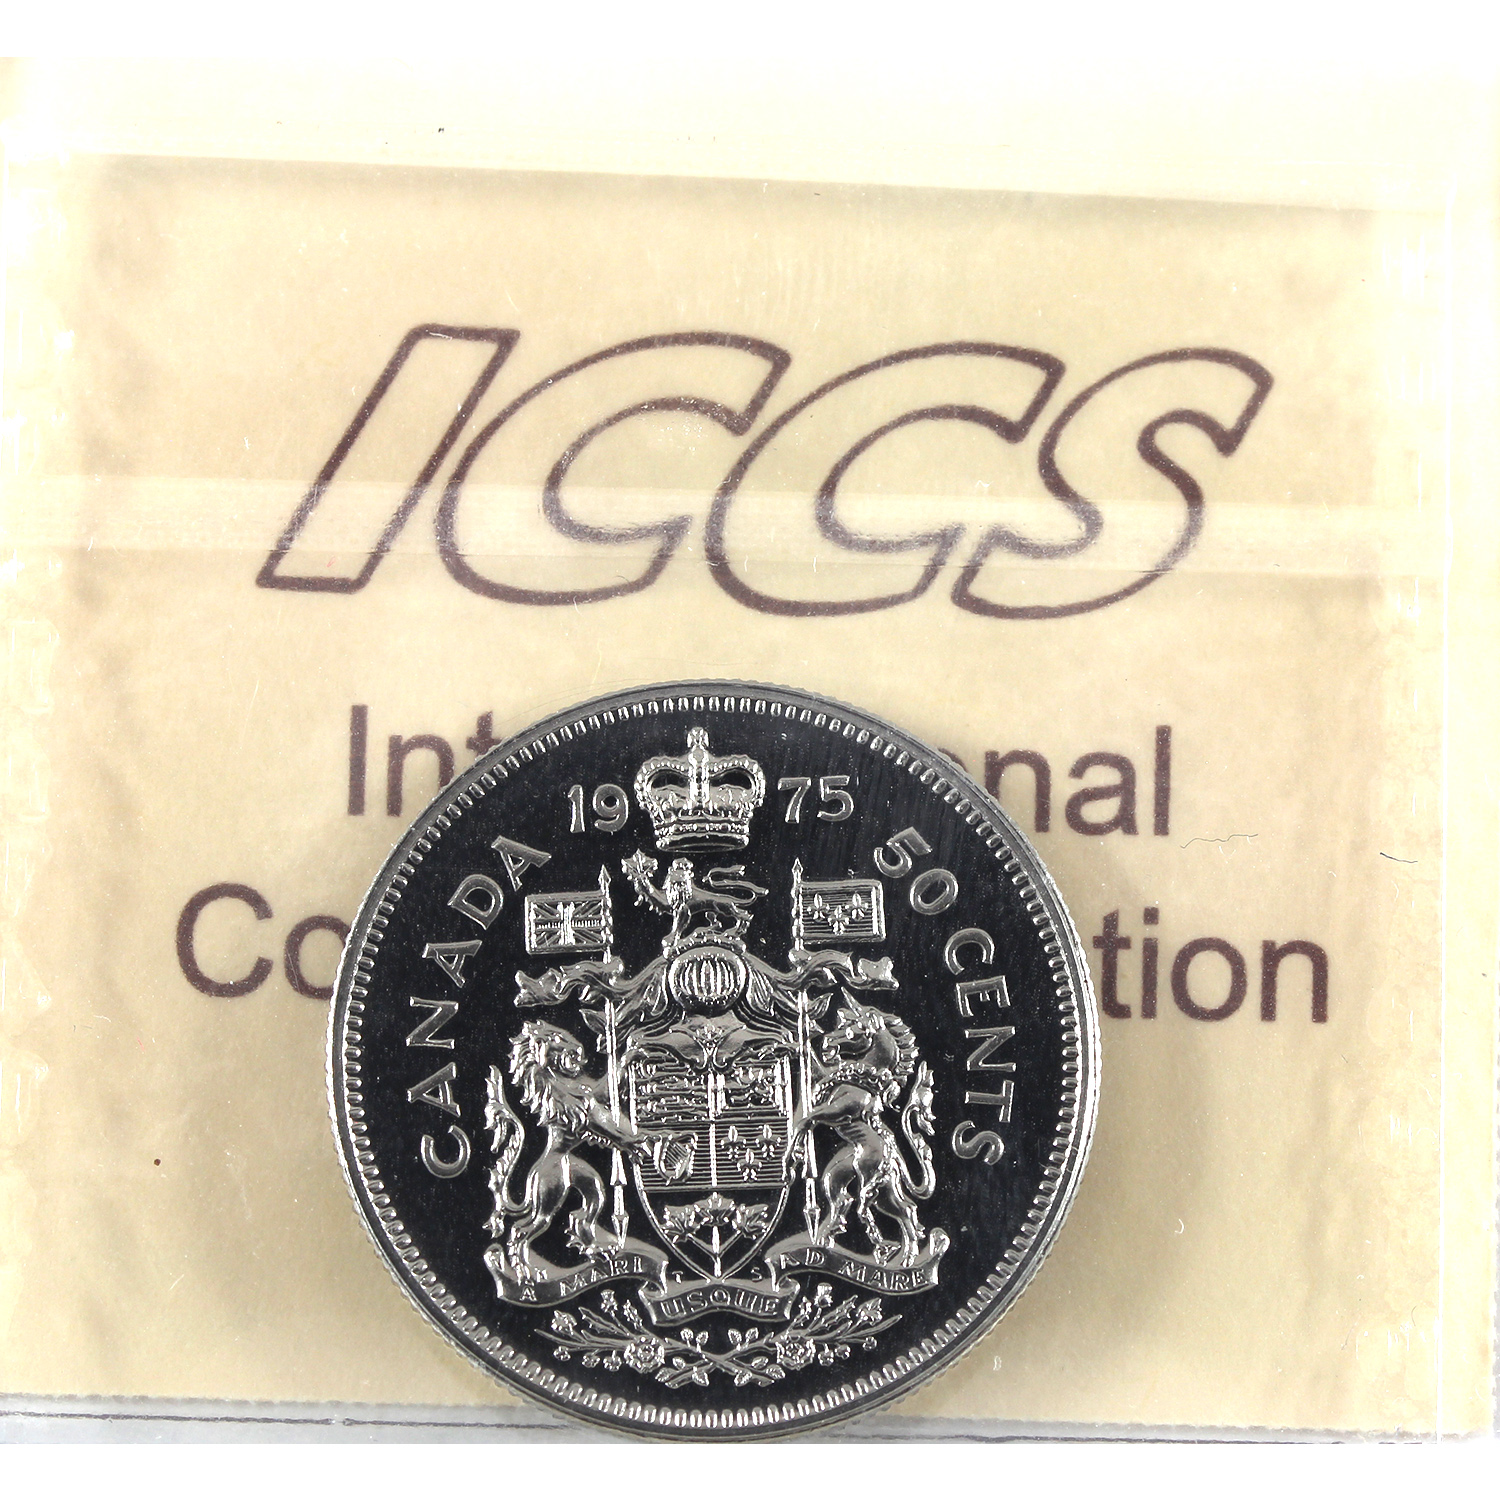 ICCS
Int nal
Co tion
19 75
CANADA 50 CENTS
A MARI USQUE AD MARE
T S